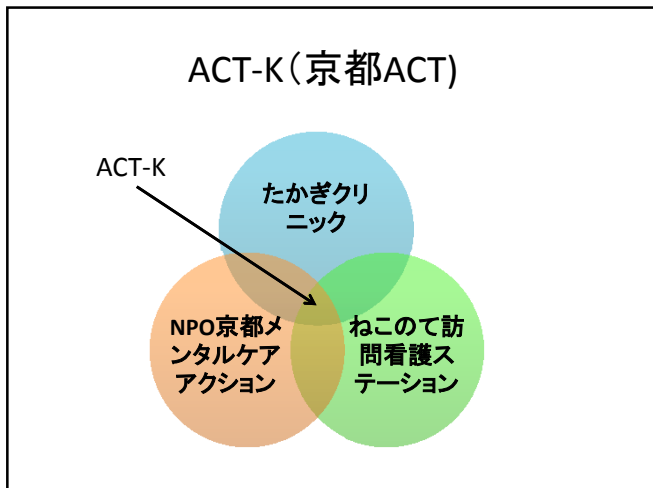 ACT-K(京都ACT)
ACT-K
たかぎクリ
ニック
NPO京都メ
ンタルケア
アクション
ねこのて訪
問看護ス
テーション